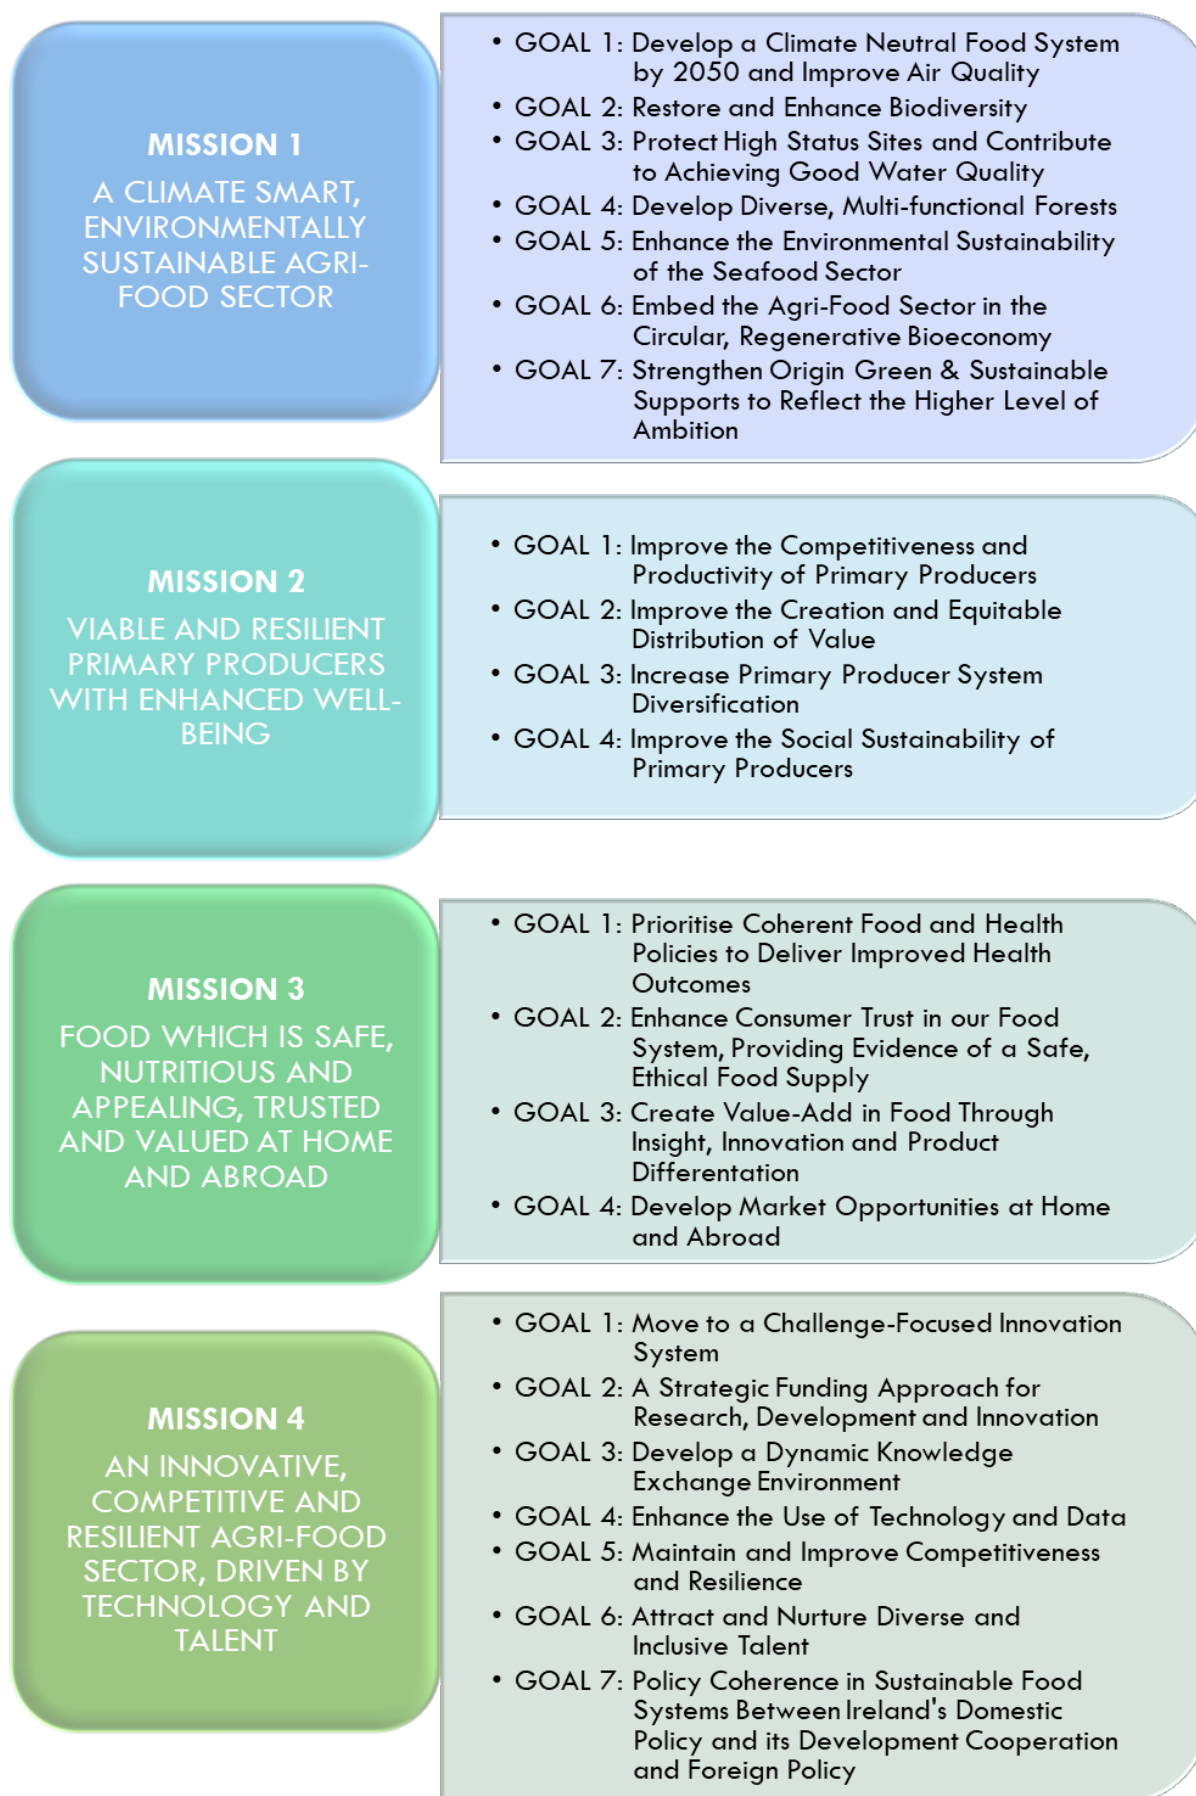 MISSION 1
A CLIMATE SMART,
ENVIRONMENTALLY
SUSTAINABLE AGRI-
FOOD SECTOR
• GOAL 1: Develop a Climate Neutral Food System
by 2050 and Improve Air Quality
• GOAL 2: Restore and Enhance Biodiversity
• GOAL 3: Protect High Status Sites and Contribute
to Achieving Good Water Quality
• GOAL 4: Develop Diverse, Multi-functional Forests
• GOAL 5: Enhance the Environmental Sustainability
of the Seafood Sector
• GOAL 6: Embed the Agri-Food Sector in the
Circular, Regenerative Bioeconomy
• GOAL 7: Strengthen Origin Green & Sustainable
Supports to Reflect the Higher Level of
Ambition
MISSION 2
VIABLE AND RESILIENT
PRIMARY PRODUCERS
WITH ENHANCED WELL-
BEING
• GOAL 1: Improve the Competitiveness and
Productivity of Primary Producers
• GOAL 2: Improve the Creation and Equitable
Distribution of Value
• GOAL 3: Increase Primary Producer System
Diversification
• GOAL 4: Improve the Social Sustainability of
Primary Producers
MISSION 3
FOOD WHICH IS SAFE,
NUTRITIOUS AND
APPEALING, TRUSTED
AND VALUED AT HOME
AND ABROAD
• GOAL 1: Prioritise Coherent Food and Health
Policies to Deliver Improved Health
Outcomes
• GOAL 2: Enhance Consumer Trust in our Food
System, Providing Evidence of a Safe,
Ethical Food Supply
• GOAL 3: Create Value-Add in Food Through
Insight, Innovation and Product
Differentation
• GOAL 4: Develop Market Opportunities at Home
and Abroad
MISSION 4
AN INNOVATIVE,
COMPETITIVE AND
RESILIENT AGRI-FOOD
SECTOR, DRIVEN BY
TECHNOLOGY AND
TALENT
• GOAL 1: Move to a Challenge-Focused Innovation
System
• GOAL 2: A Strategic Funding Approach for
Research, Development and Innovation
• GOAL 3: Develop a Dynamic Knowledge
Exchange Environment
• GOAL 4: Enhance the Use of Technology and Data
• GOAL 5: Maintain and Improve Competitiveness
and Resilience
• GOAL 6: Attract and Nurture Diverse and
Inclusive Talent
• GOAL 7: Policy Coherence in Sustainable Food
Systems Between Ireland's Domestic
Policy and its Development Cooperation
and Foreign Policy